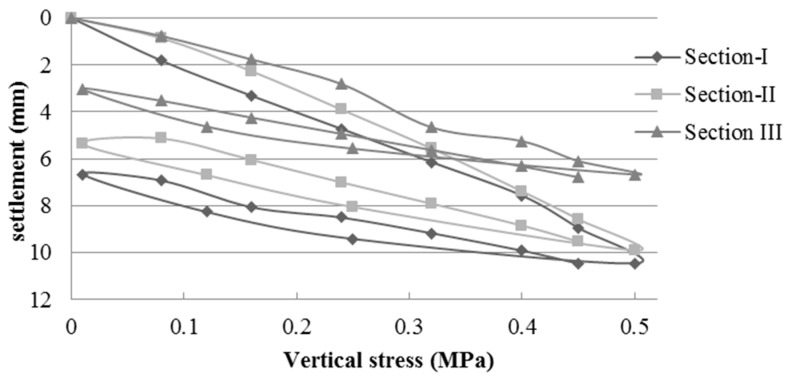 0
2
4
6
8
10
12
settlement (mm)
0 0.1 0.2 0.3 0.4 0.5
Vertical stress (MPa)
Section-I
Section-II
Section III